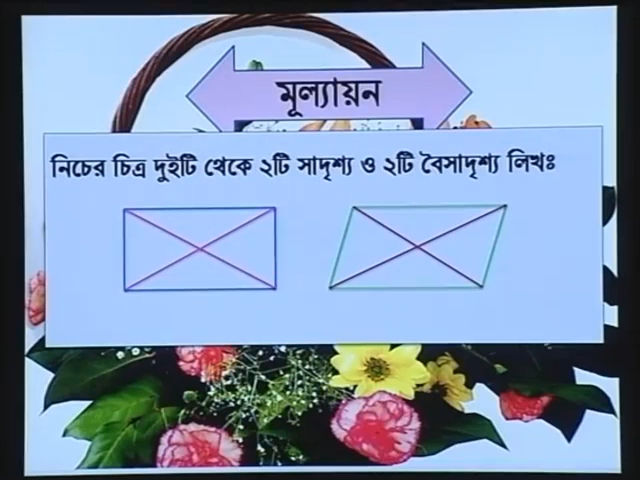 মূল্যায়ন
নিচের চিত্র দুইটি থেকে ২টি সাদৃশ্য ও ২টি বৈসাদৃশ্য লিখঃ